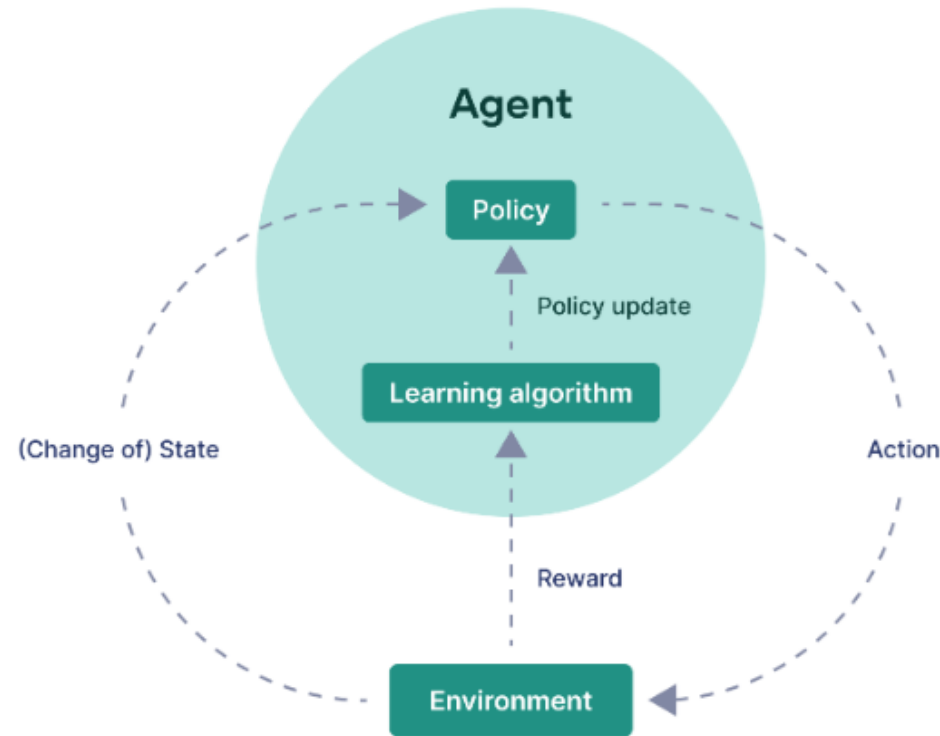 Agent
Policy
Policy update
Learning algorithm
(Change of) State
Action
Reward
Environment